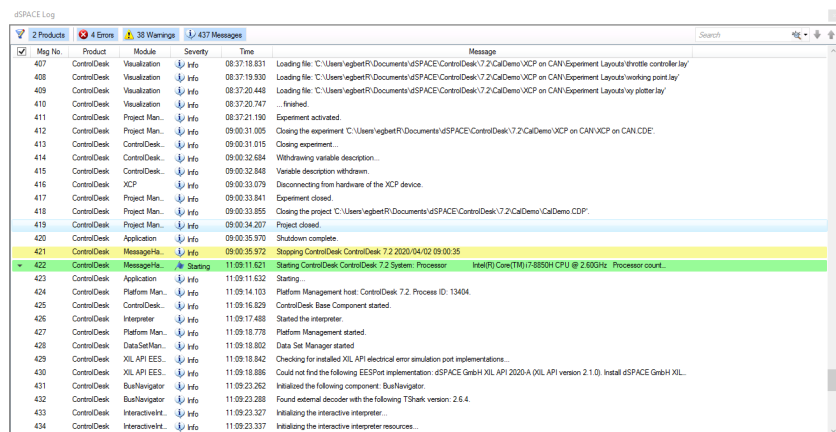 dSPACE Log
2 Products 4 Errors 38 Warnings 437 Messages Search
Msg No. Product Module Severity Time Message
407 ControlDesk Visualization Info 08:37:18.831 Loading file: 'C:\Users\egbertR\Documents\dSPACE\ControlDesk\7.2\CalDemo\XCP on CAN\Experiment Layouts\throttle controller.lay'
408 ControlDesk Visualization Info 08:37:19.930 Loading file: 'C:\Users\egbertR\Documents\dSPACE\ControlDesk\7.2\CalDemo\XCP on CAN\Experiment Layouts\working point.lay'
409 ControlDesk Visualization Info 08:37:20.448 Loading file: 'C:\Users\egbertR\Documents\dSPACE\ControlDesk\7.2\CalDemo\XCP on CAN\Experiment Layouts\xy plotter.lay'
410 ControlDesk Visualization Info 08:37:20.747 ... finished.
411 ControlDesk Project Man... Info 08:37:21.190 Experiment activated.
412 ControlDesk Project Man... Info 09:00:31.005 Closing the experiment 'C:\Users\egbertR\Documents\dSPACE\ControlDesk\7.2\CalDemo\XCP on CAN\XCP on CAN.CDE'.
413 ControlDesk ControlDesk... Info 09:00:31.015 Closing experiment...
414 ControlDesk ControlDesk... Info 09:00:32.684 Withdrawing variable description...
415 ControlDesk ControlDesk... Info 09:00:32.848 Variable description withdrawn.
416 ControlDesk XCP Info 09:00:33.079 Disconnecting from hardware of the XCP device.
417 ControlDesk Project Man... Info 09:00:33.841 Experiment closed.
418 ControlDesk Project Man... Info 09:00:33.855 Closing the project 'C:\Users\egbertR\Documents\dSPACE\ControlDesk\7.2\CalDemo\CalDemo.CDP'.
419 ControlDesk Project Man... Info 09:00:34.207 Project closed.
420 ControlDesk Application Info 09:00:35.970 Shutdown complete.
421 ControlDesk MessageHa... Info 09:00:35.972 Stopping ControlDesk ControlDesk 7.2 2020/04/02 09:00:35
422 ControlDesk MessageHa... Starting 11:09:11.621 Starting ControlDesk ControlDesk 7.2 System: Processor Intel(R) Core(TM) i7-8850H CPU @ 2.60GHz Processor count...
423 ControlDesk Application Info 11:09:11.632 Starting...
424 ControlDesk Platform Man... Info 11:09:14.103 Platform Management host: ControlDesk 7.2. Process ID: 13404.
425 ControlDesk ControlDesk... Info 11:09:16.829 ControlDesk Base Component started.
426 ControlDesk Interpreter Info 11:09:17.488 Started the interpreter.
427 ControlDesk Platform Man... Info 11:09:18.778 Platform Management started.
428 ControlDesk DataSetMan... Info 11:09:18.802 Data Set Manager started
429 ControlDesk XIL API EES... Info 11:09:18.842 Checking for installed XIL API electrical error simulation port implementations...
430 ControlDesk XIL API EES... Info 11:09:18.886 Could not find the following EESPort implementation: dSPACE GmbH XIL API 2020-A (XIL API version 2.1.0). Install dSPACE GmbH XIL...
431 ControlDesk BusNavigator Info 11:09:23.262 Initialized the following component: BusNavigator.
432 ControlDesk BusNavigator Info 11:09:23.288 Found external decoder with the following TShark version: 2.6.4.
433 ControlDesk InteractiveInt... Info 11:09:23.327 Initializing the interactive interpreter...
434 ControlDesk InteractiveInt... Info 11:09:23.337 Initializing the interactive interpreter resources...